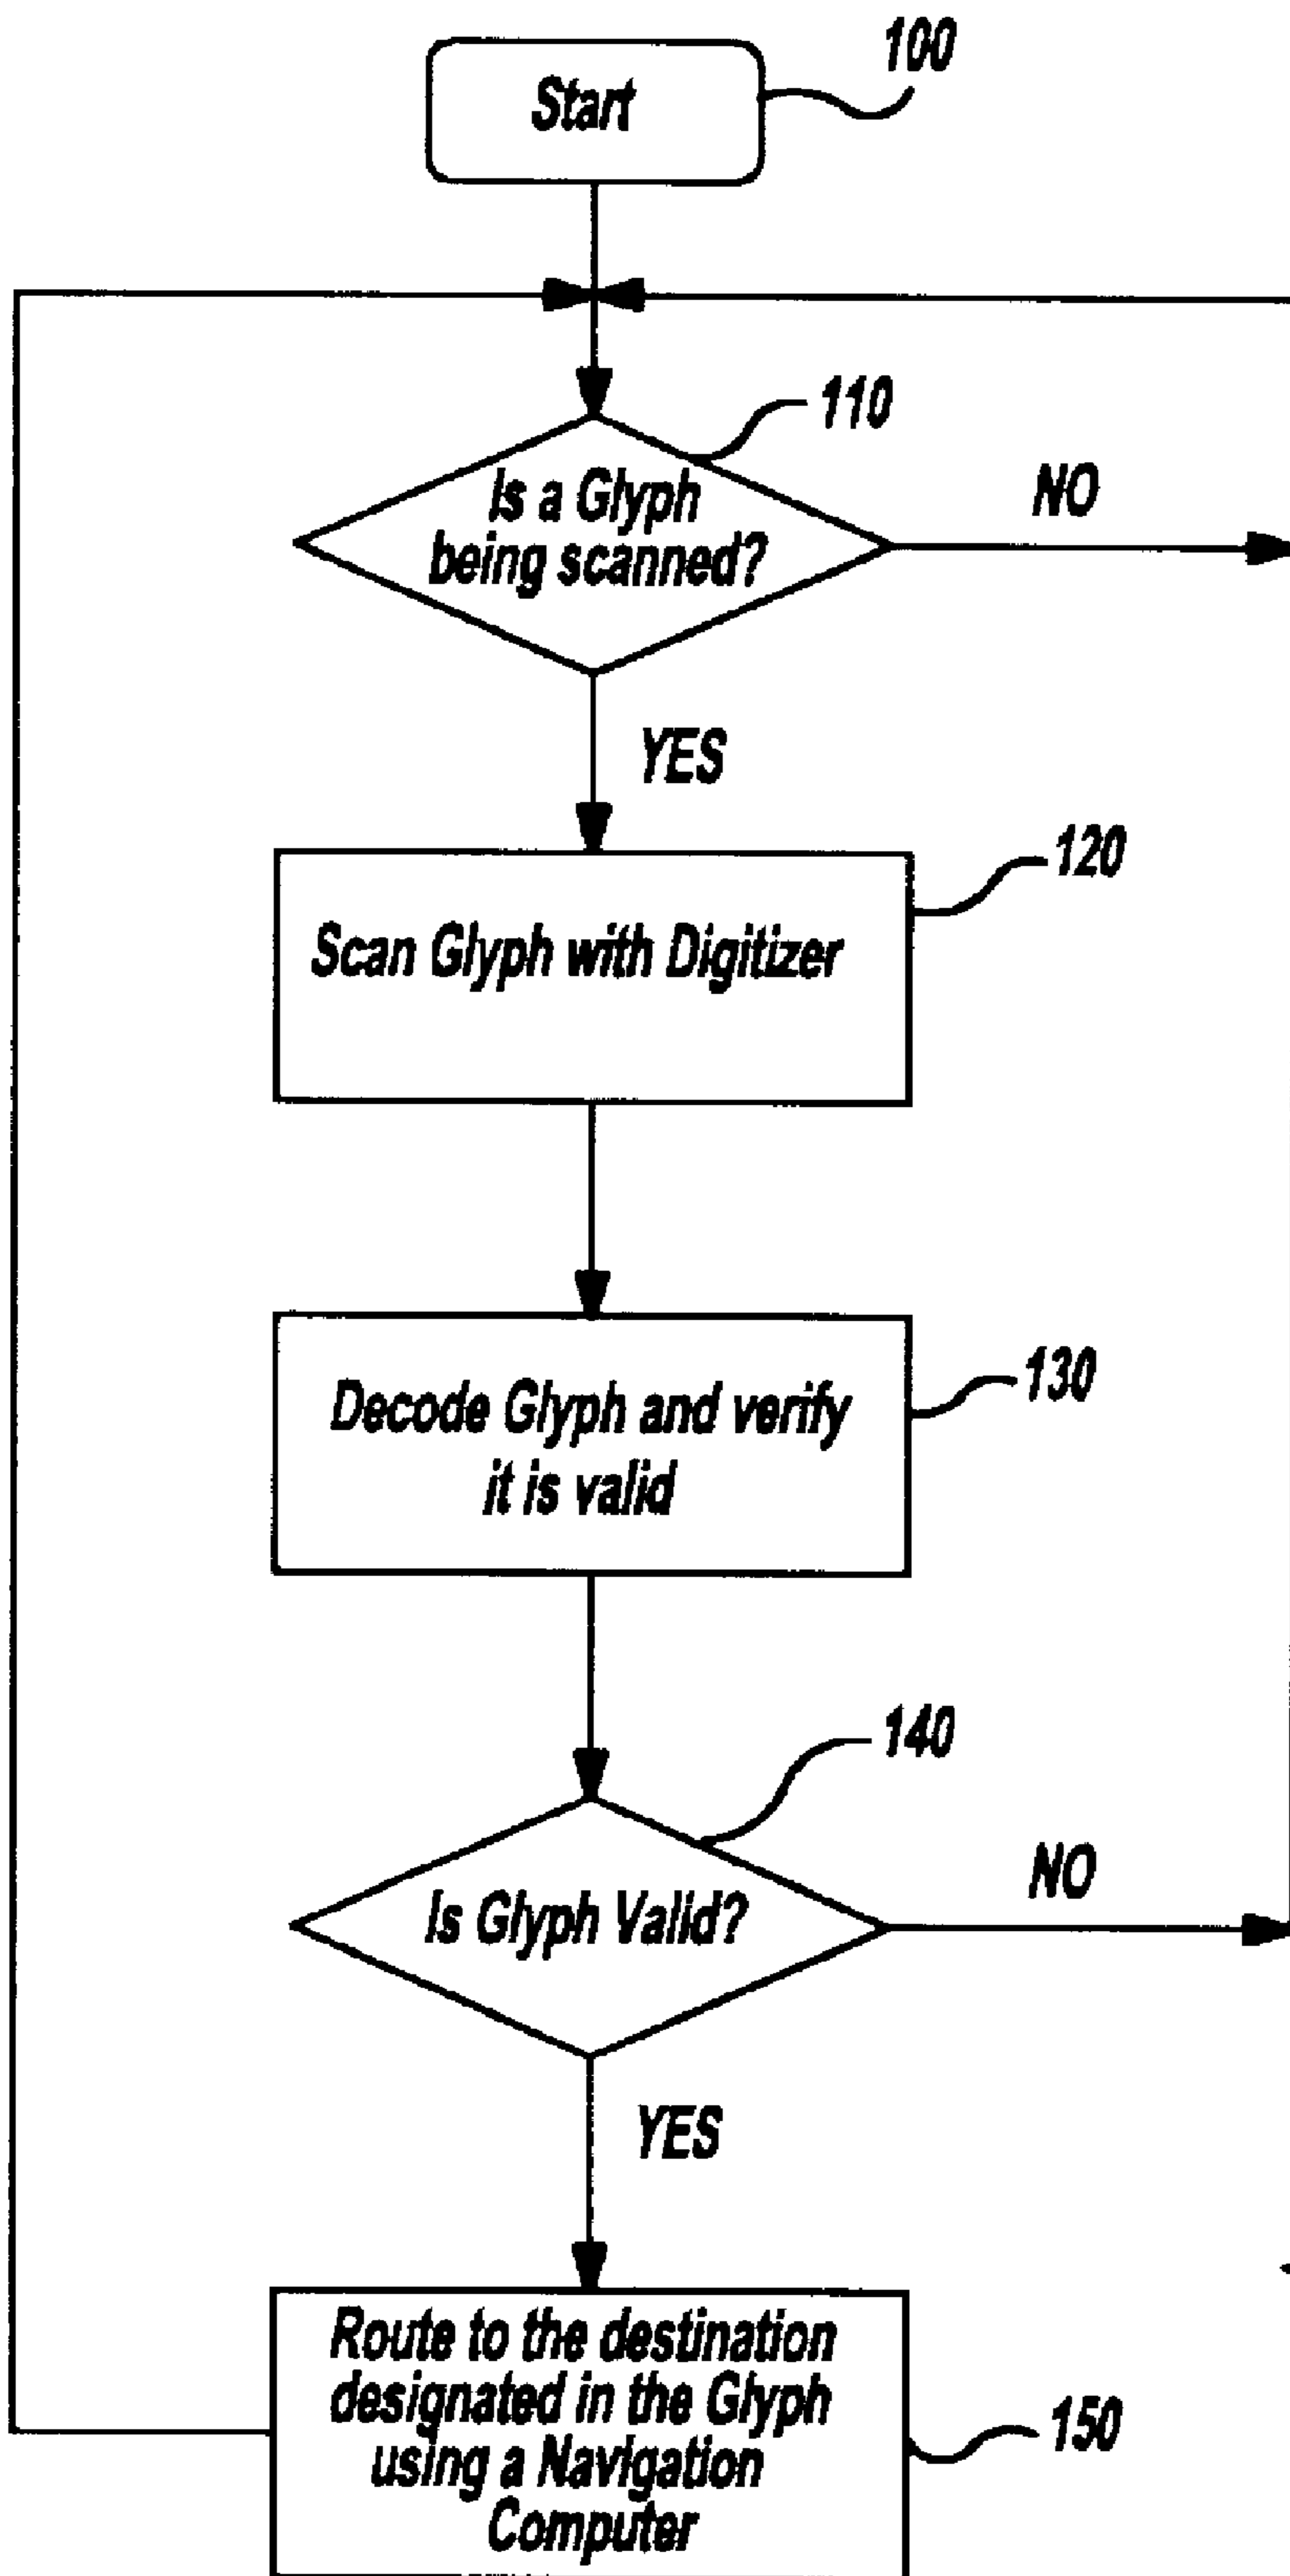 100
Start
110
Is a Glyph
being scanned?
NO
YES
120
Scan Glyph with Digitizer
130
Decode Glyph and verify
it is valid
140
Is Glyph Valid?
NO
YES
Route to the destination
designated in the Glyph
using a Navigation
Computer
150